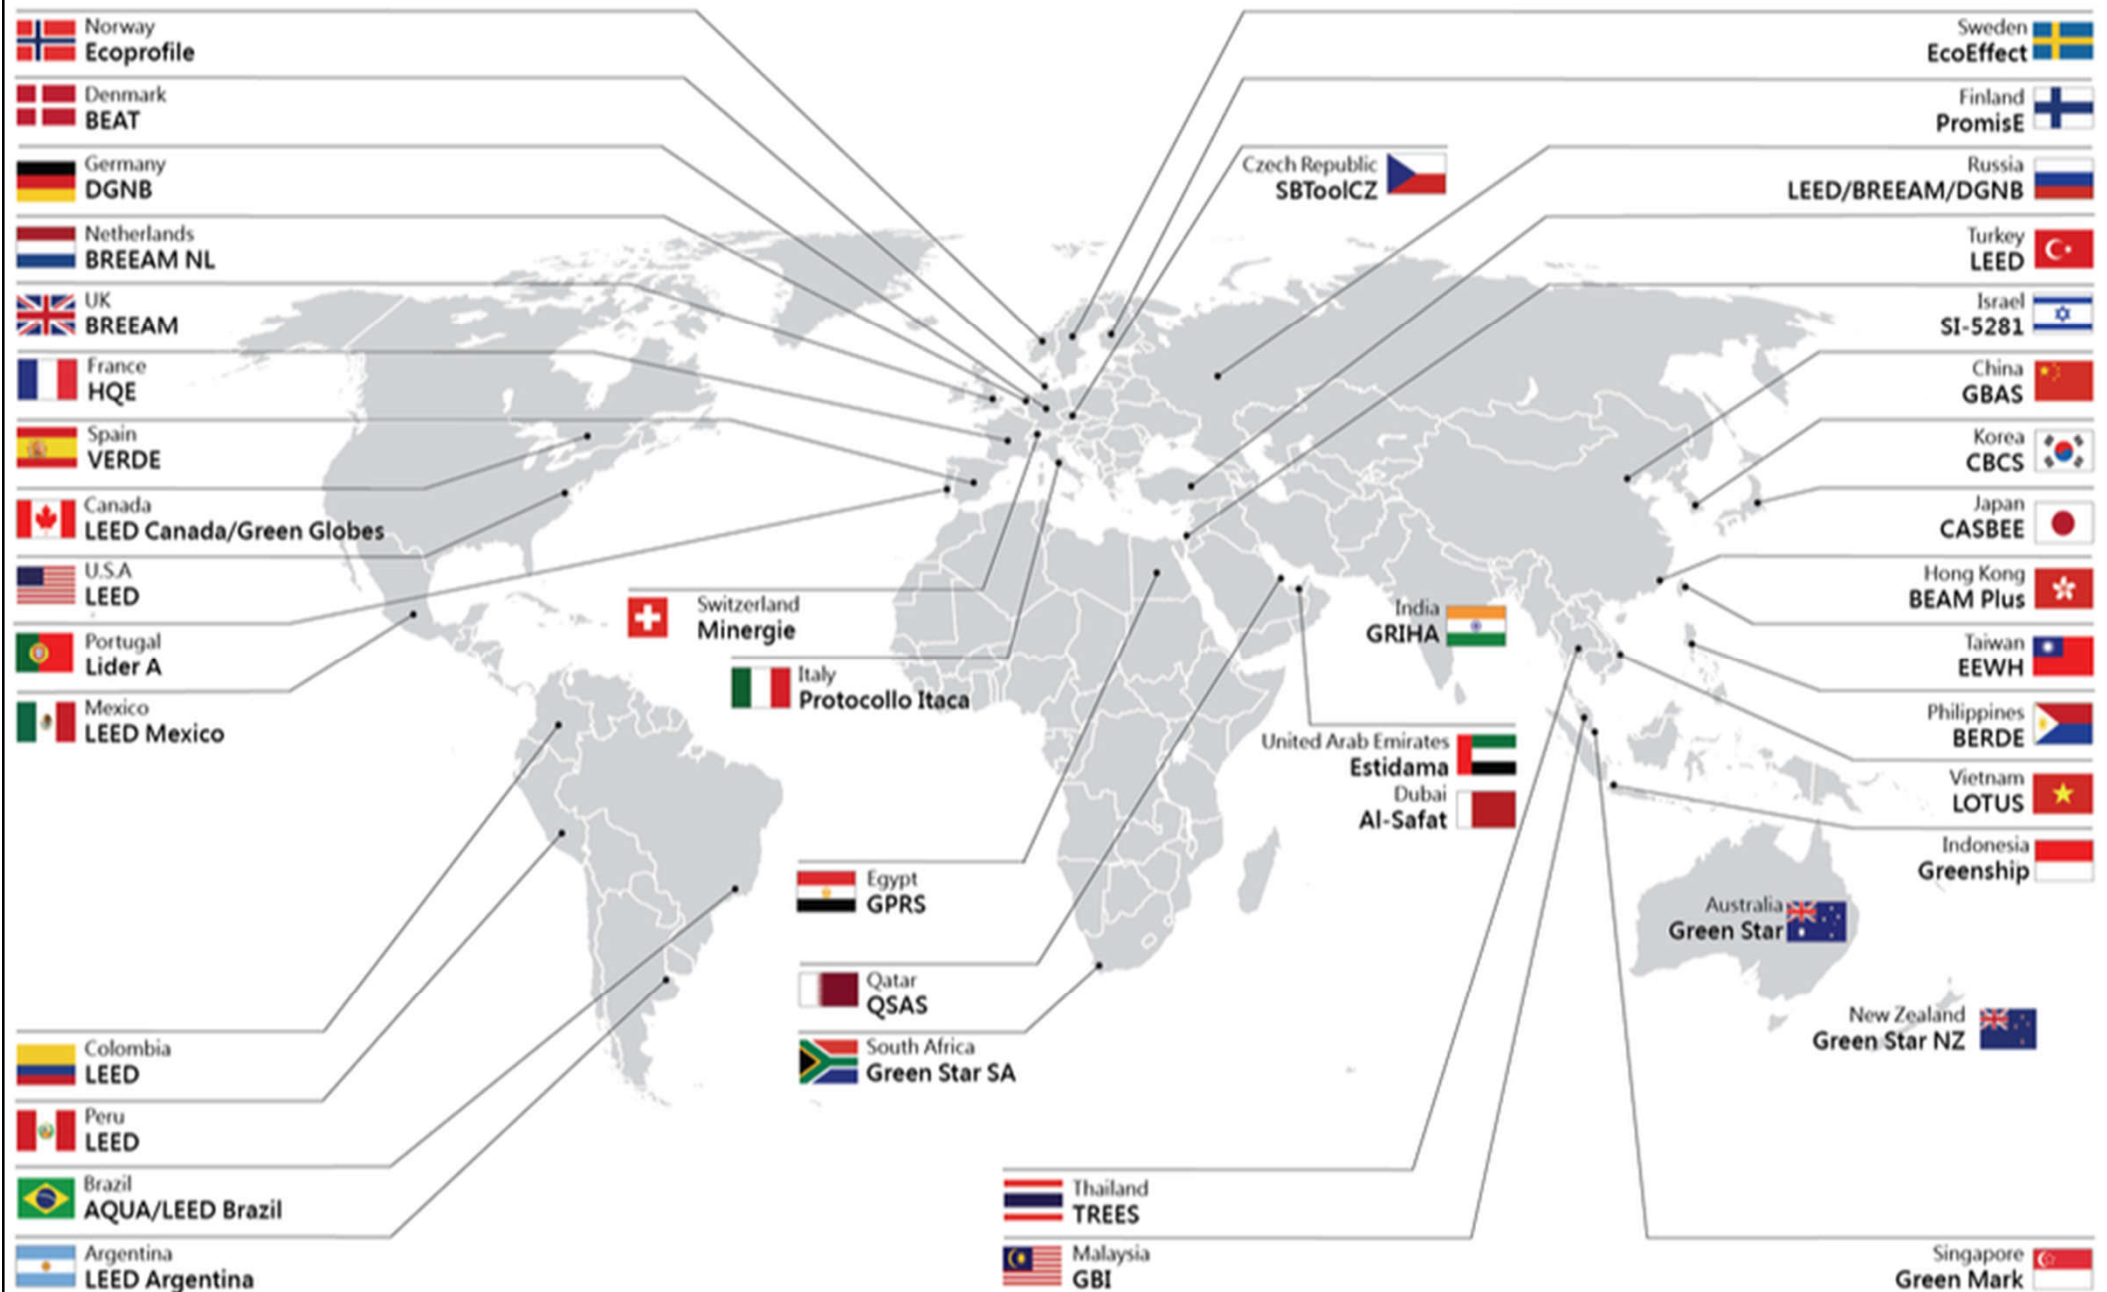 Norway
Ecoprofile
Denmark
BEAT
Germany
DGNB
Netherlands
BREEAM NL
UK
BREEAM
France
HQE
Spain
VERDE
Canada
LEED Canada/Green Globes
U.S.A
LEED
Portugal
Lider A
Mexico
LEED Mexico
Colombia
LEED
Peru
LEED
Brazil
AQUA/LEED Brazil
Argentina
LEED Argentina
Switzerland
Minergie
Italy
Protocollo Itaca
Egypt
GPRS
Qatar
QSAS
South Africa
Green Star SA
Thailand
TREES
Malaysia
GBI
Czech Republic
SBToolCZ
India
GRIHA
United Arab Emirates
Estidama
Dubai
Al-Safat
Sweden
EcoEffect
Finland
PromisE
Russia
LEED/BREEAM/DGNB
Turkey
LEED
Israel
SI-5281
China
GBAS
Korea
CBCS
Japan
CASBEE
Hong Kong
BEAM Plus
Taiwan
EEWH
Philippines
BERDE
Vietnam
LOTUS
Indonesia
Greenship
Australia
Green Star
New Zealand
Green Star NZ
Singapore
Green Mark